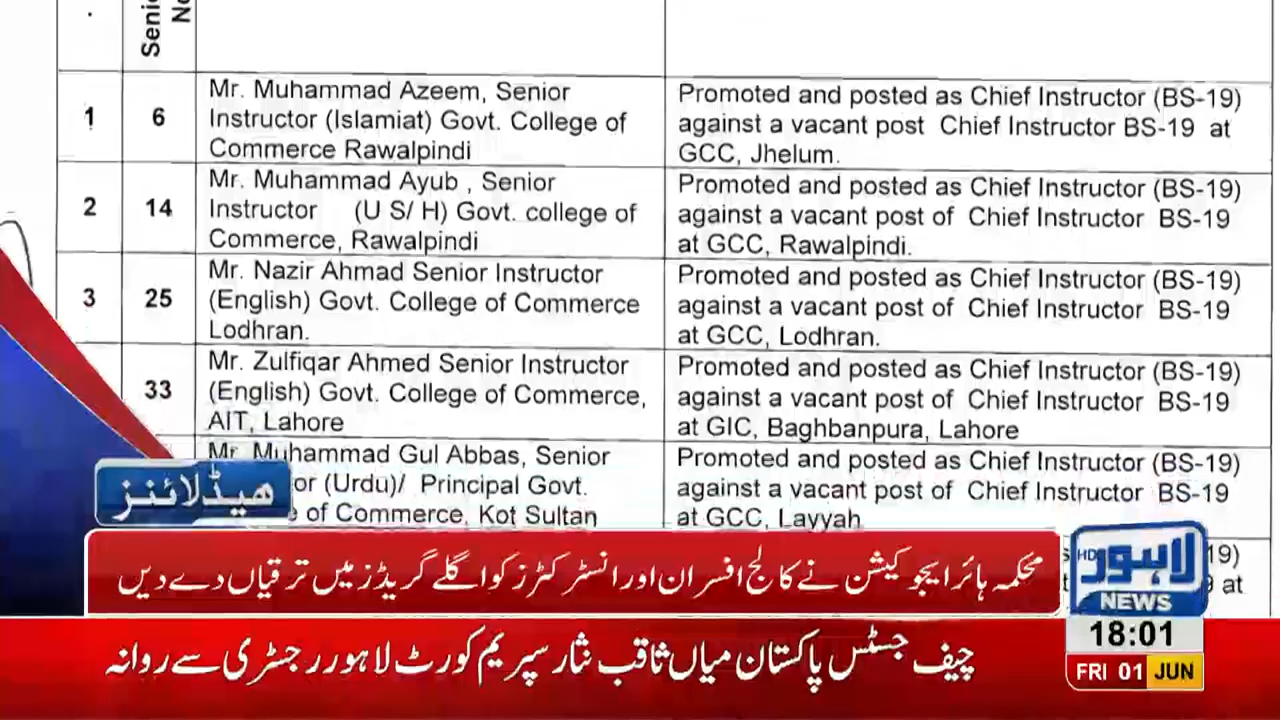 Senio
No
1 6 Mr. Muhammad Azeem, Senior Promoted and posted as Chief Instructor (BS-19)
Instructor (Islamiat) Govt. College of against a vacant post Chief Instructor BS-19 at
Commerce Rawalpindi GCC, Jhelum.
2 14 Mr. Muhammad Ayub , Senior Promoted and posted as Chief Instructor (BS-19)
Instructor (U S/ H) Govt. college of against a vacant post of Chief Instructor BS-19
Commerce, Rawalpindi at GCC, Rawalpindi.
3 25 Mr. Nazir Ahmad Senior Instructor Promoted and posted as Chief Instructor (BS-19)
(English) Govt. College of Commerce against a vacant post of Chief Instructor BS-19
Lodhran. at GCC, Lodhran.
33 Mr. Zulfiqar Ahmed Senior Instructor Promoted and posted as Chief Instructor (BS-19)
(English) Govt. College of Commerce, against a vacant post of Chief Instructor BS-19
AIT, Lahore at GIC, Baghbanpura, Lahore
Mr. Muhammad Gul Abbas, Senior Promoted and posted as Chief Instructor (BS-19)
tor (Urdu)/ Principal Govt. against a vacant post of Chief Instructor BS-19
e of Commerce, Kot Sultan at GCC, Layyah
19)
9 at
ہیڈلائنز
محکمہ ہائر ایجوکیشن نے کالج افسران اور انسٹرکٹرز کو اگلے گریڈز میں ترقیاں دے دیں
لاہور HD
NEWS
18:01
FRI 01 JUN
چیف جسٹس پاکستان میاں ثاقب نثار سپریم کورٹ لاہور رجسٹری سے روانہ